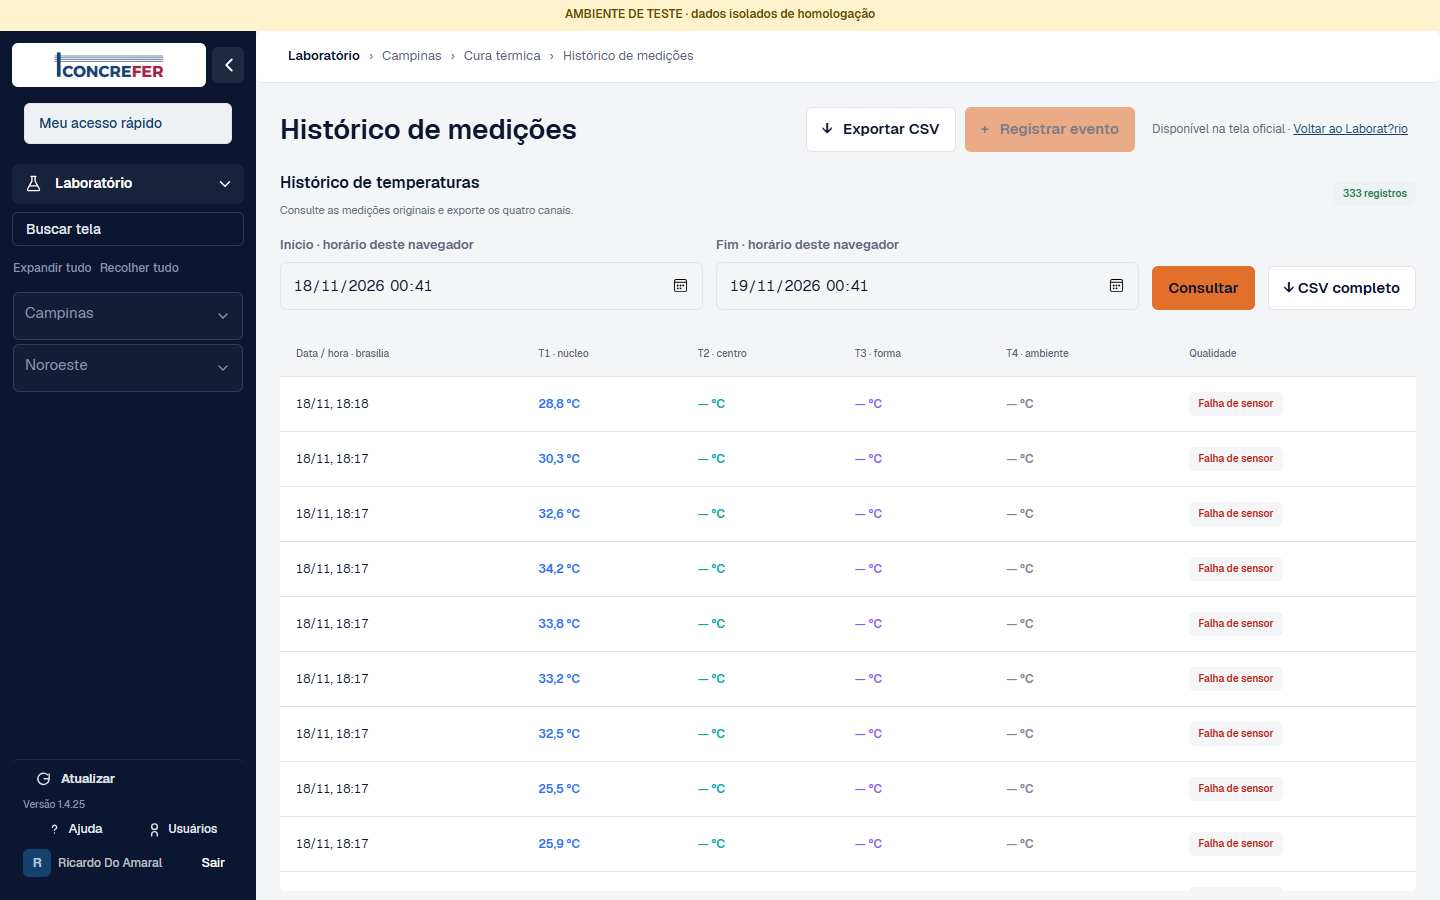 AMBIENTE DE TESTE · dados isolados de homologação
CONCREFER
Meu acesso rápido
Laboratório
Buscar tela
Expandir tudo Recolher tudo
Campinas
Noroeste
Atualizar
Versão 1.4.25
? Ajuda Usuários
R Ricardo Do Amaral Sair
Laboratório › Campinas › Cura térmica › Histórico de medições
Histórico de medições
↓ Exportar CSV
+ Registrar evento
Disponível na tela oficial · Voltar ao Laborat?rio
Histórico de temperaturas
Consulte as medições originais e exporte os quatro canais.
333 registros
Início · horário deste navegador
Fim · horário deste navegador
18/11/2026 00:41
19/11/2026 00:41
Consultar
↓ CSV completo
Data / hora · brasília T1 · núcleo T2 · centro T3 · forma T4 · ambiente Qualidade
18/11, 18:18 28,8 °C — °C — °C — °C Falha de sensor
18/11, 18:17 30,3 °C — °C — °C — °C Falha de sensor
18/11, 18:17 32,6 °C — °C — °C — °C Falha de sensor
18/11, 18:17 34,2 °C — °C — °C — °C Falha de sensor
18/11, 18:17 33,8 °C — °C — °C — °C Falha de sensor
18/11, 18:17 33,2 °C — °C — °C — °C Falha de sensor
18/11, 18:17 32,5 °C — °C — °C — °C Falha de sensor
18/11, 18:17 25,5 °C — °C — °C — °C Falha de sensor
18/11, 18:17 25,9 °C — °C — °C — °C Falha de sensor